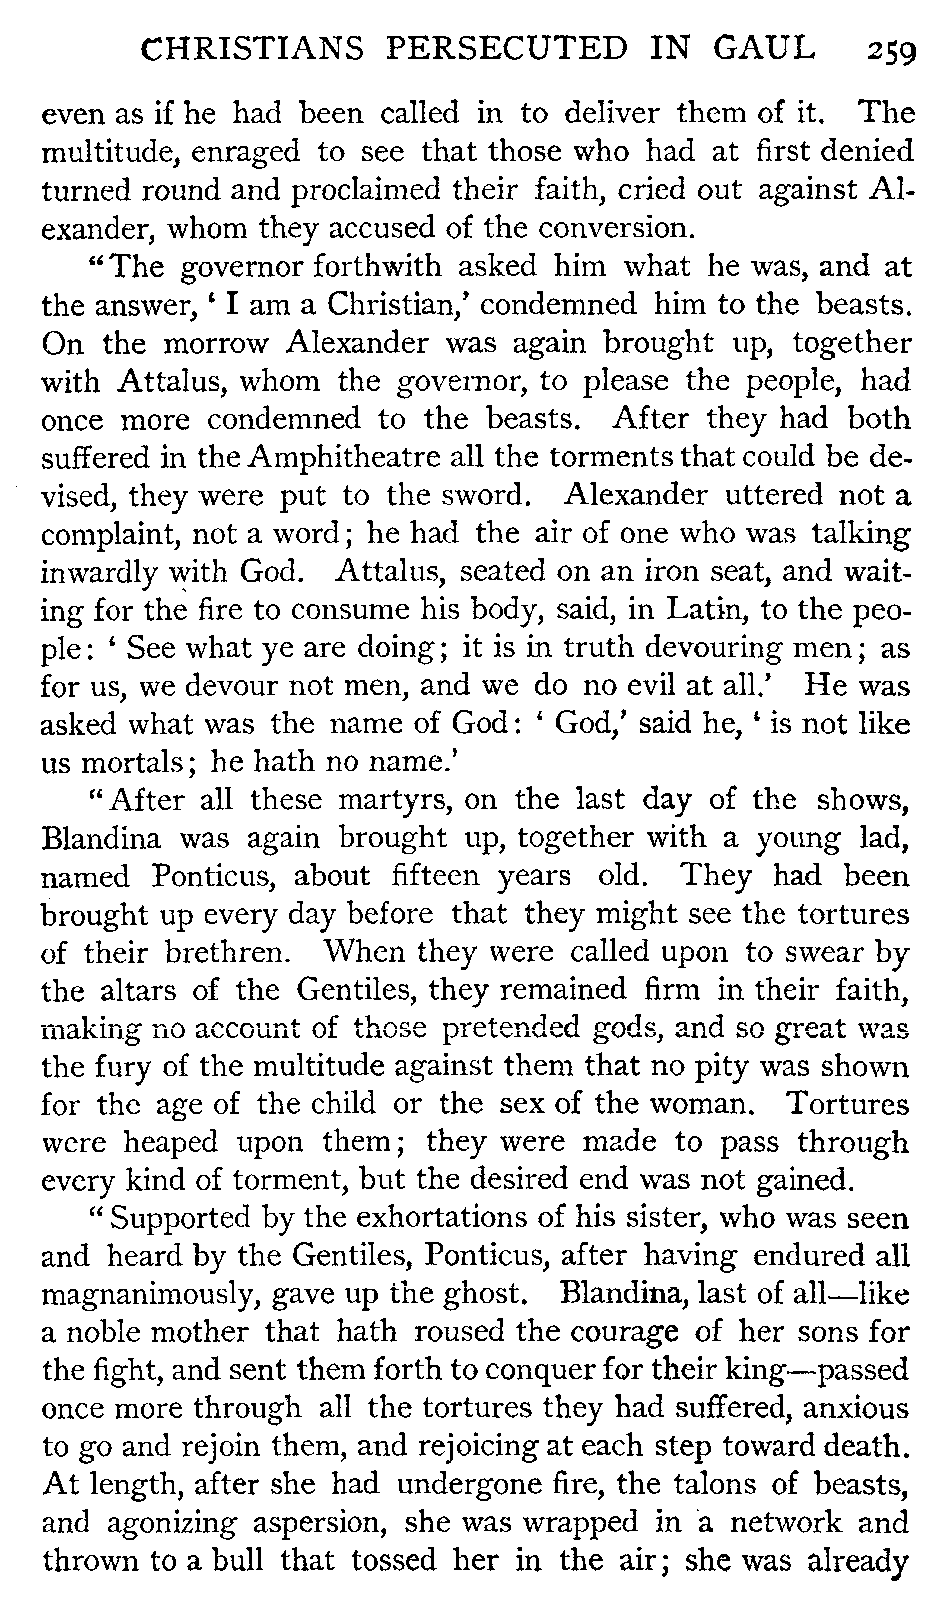 CHRISTIANS PERSECUTED IN GAUL 259
even as if he had been called in to deliver them of it. The
multitude, enraged to see that those who had at first denied
turned round and proclaimed their faith, cried out against Al-
exander, whom they accused of the conversion.
“The governor forthwith asked him what he was, and at
the answer, ‘ I am a Christian,’ condemned him to the beasts.
On the morrow Alexander was again brought up, together
with Attalus, whom the governor, to please the people, had
once more condemned to the beasts. After they had both
suffered in the Amphitheatre all the torments that could be de-
vised, they were put to the sword. Alexander uttered not a
complaint, not a word; he had the air of one who was talking
inwardly with God. Attalus, seated on an iron seat, and wait-
ing for the fire to consume his body, said, in Latin, to the peo-
ple: ‘ See what ye are doing; it is in truth devouring men; as
for us, we devour not men, and we do no evil at all.’ He was
asked what was the name of God: ‘ God,’ said he, ‘ is not like
us mortals; he hath no name.’
“After all these martyrs, on the last day of the shows,
Blandina was again brought up, together with a young lad,
named Ponticus, about fifteen years old. They had been
brought up every day before that they might see the tortures
of their brethren. When they were called upon to swear by
the altars of the Gentiles, they remained firm in their faith,
making no account of those pretended gods, and so great was
the fury of the multitude against them that no pity was shown
for the age of the child or the sex of the woman. Tortures
were heaped upon them; they were made to pass through
every kind of torment, but the desired end was not gained.
“Supported by the exhortations of his sister, who was seen
and heard by the Gentiles, Ponticus, after having endured all
magnanimously, gave up the ghost. Blandina, last of all—like
a noble mother that hath roused the courage of her sons for
the fight, and sent them forth to conquer for their king—passed
once more through all the tortures they had suffered, anxious
to go and rejoin them, and rejoicing at each step toward death.
At length, after she had undergone fire, the talons of beasts,
and agonizing aspersion, she was wrapped in a network and
thrown to a bull that tossed her in the air; she was already